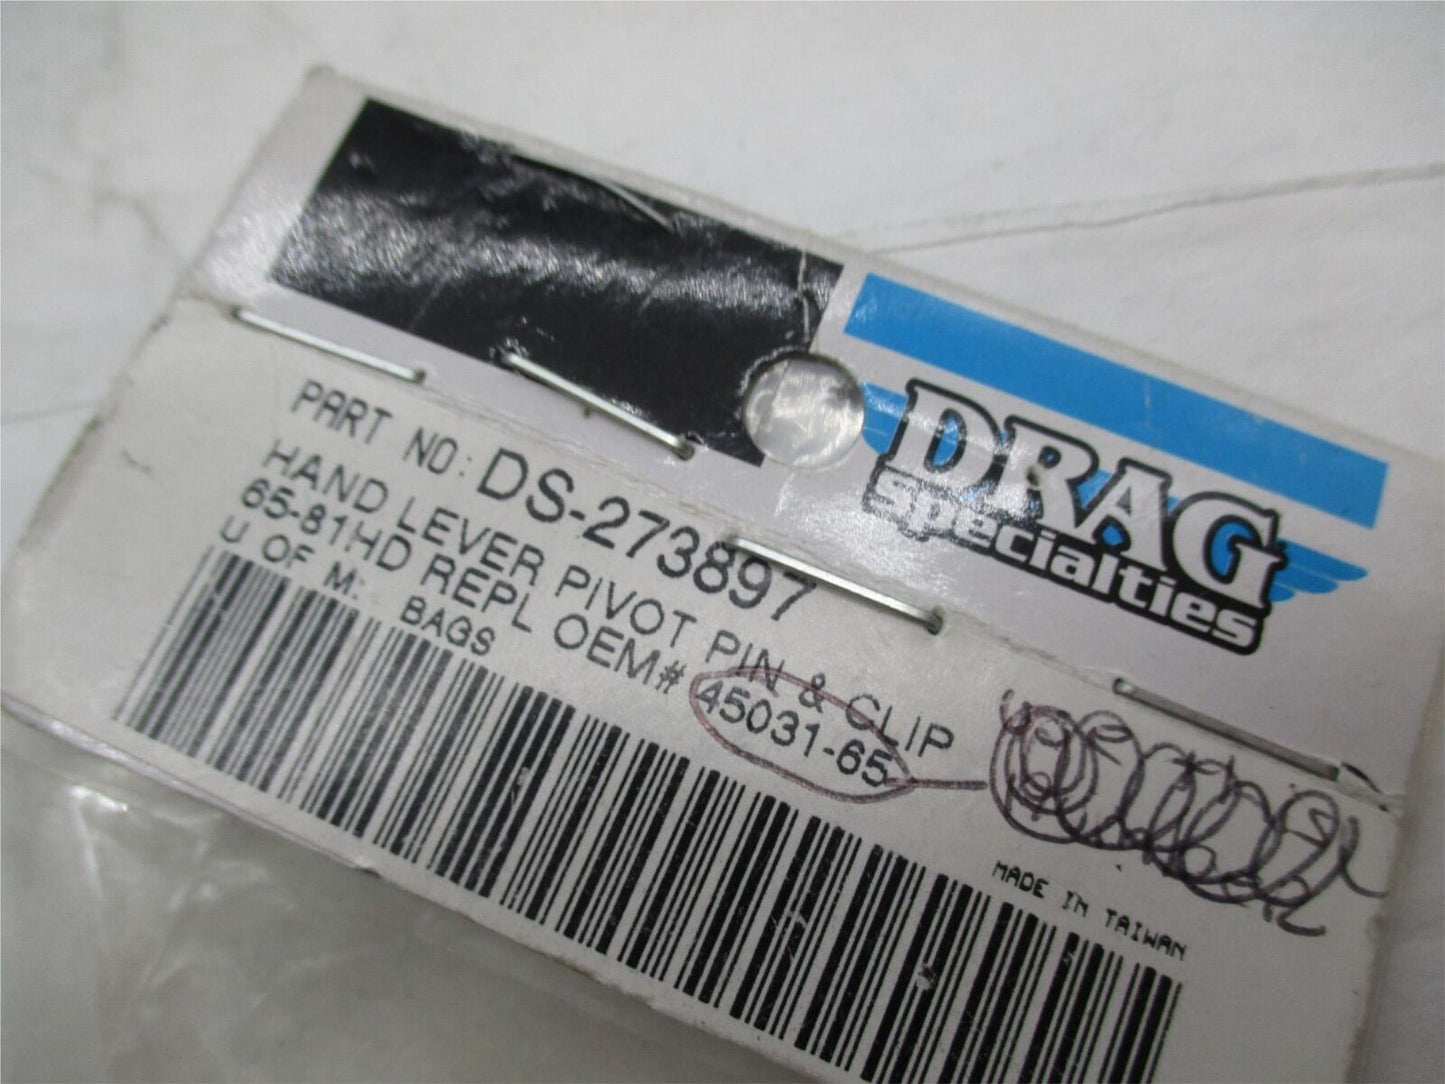 DRAG
Specialties
PART NO: DS-273897
HAND LEVER PIVOT PIN & CLIP
65-81HD REPL OEM# 45031-65
U OF M: BAGS
MADE IN TAIWAN